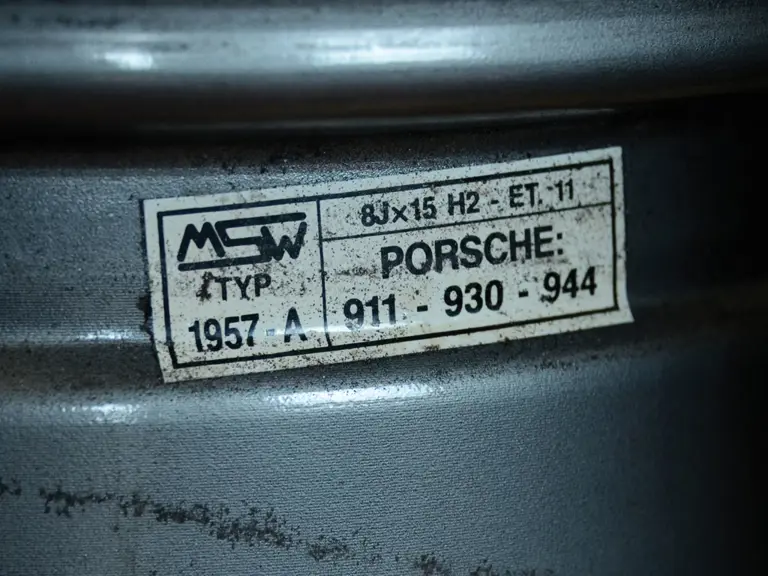 MSW
TYP
1957-A
8J×15 H2 - ET. 11
PORSCHE:
911. - 930 - 944